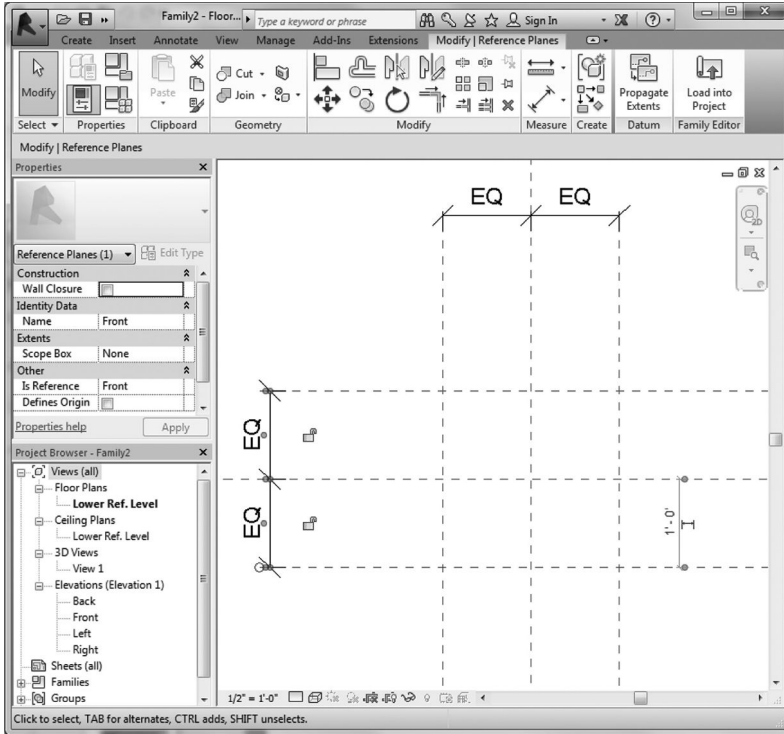 Family2 - Floor...
Type a keyword or phrase
Sign In
Create Insert Annotate View Manage Add-Ins Extensions Modify | Reference Planes
Modify
Paste
Cut
Join
Propagate Extents
Load into Project
Select Properties Clipboard Geometry Modify Measure Create Datum Family Editor
Modify | Reference Planes
Properties
Reference Planes (1)
Edit Type
Construction
Wall Closure
Identity Data
Name Front
Extents
Scope Box None
Other
Is Reference Front
Defines Origin
Properties help
Apply
Project Browser - Family2
Views (all)
Floor Plans
Lower Ref. Level
Ceiling Plans
Lower Ref. Level
3D Views
View 1
Elevations (Elevation 1)
Back
Front
Left
Right
Sheets (all)
Families
Groups
EQ EQ
2D
EQ
EQ
1' - 0"
1/2" = 1'-0"
Click to select, TAB for alternates, CTRL adds, SHIFT unselects.